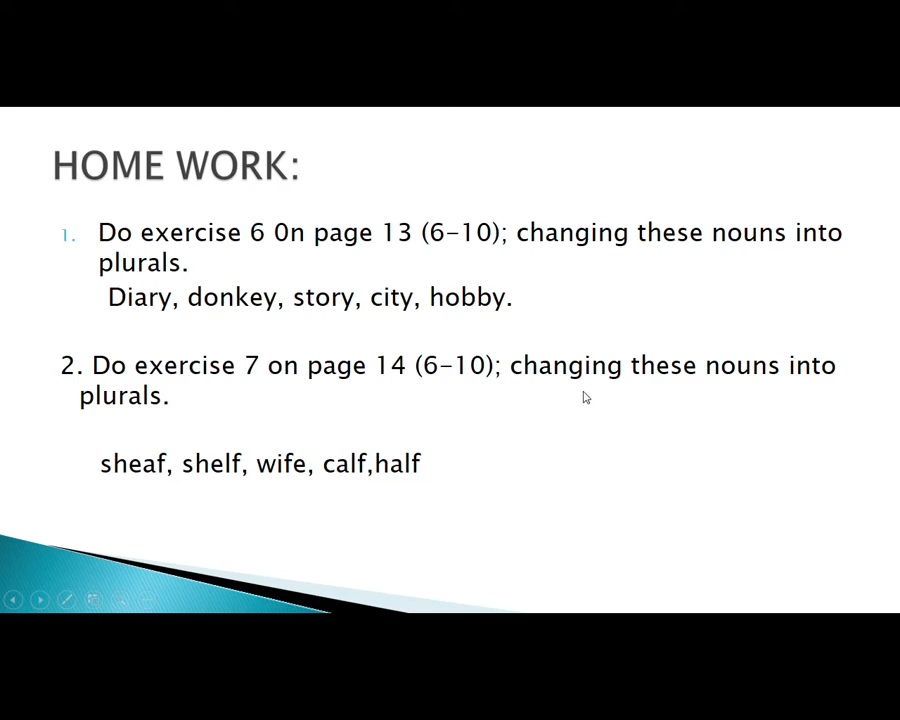 HOME WORK:
1. Do exercise 6 0n page 13 (6-10); changing these nouns into
plurals.
Diary, donkey, story, city, hobby.
2. Do exercise 7 on page 14 (6-10); changing these nouns into
plurals.
sheaf, shelf, wife, calf,half